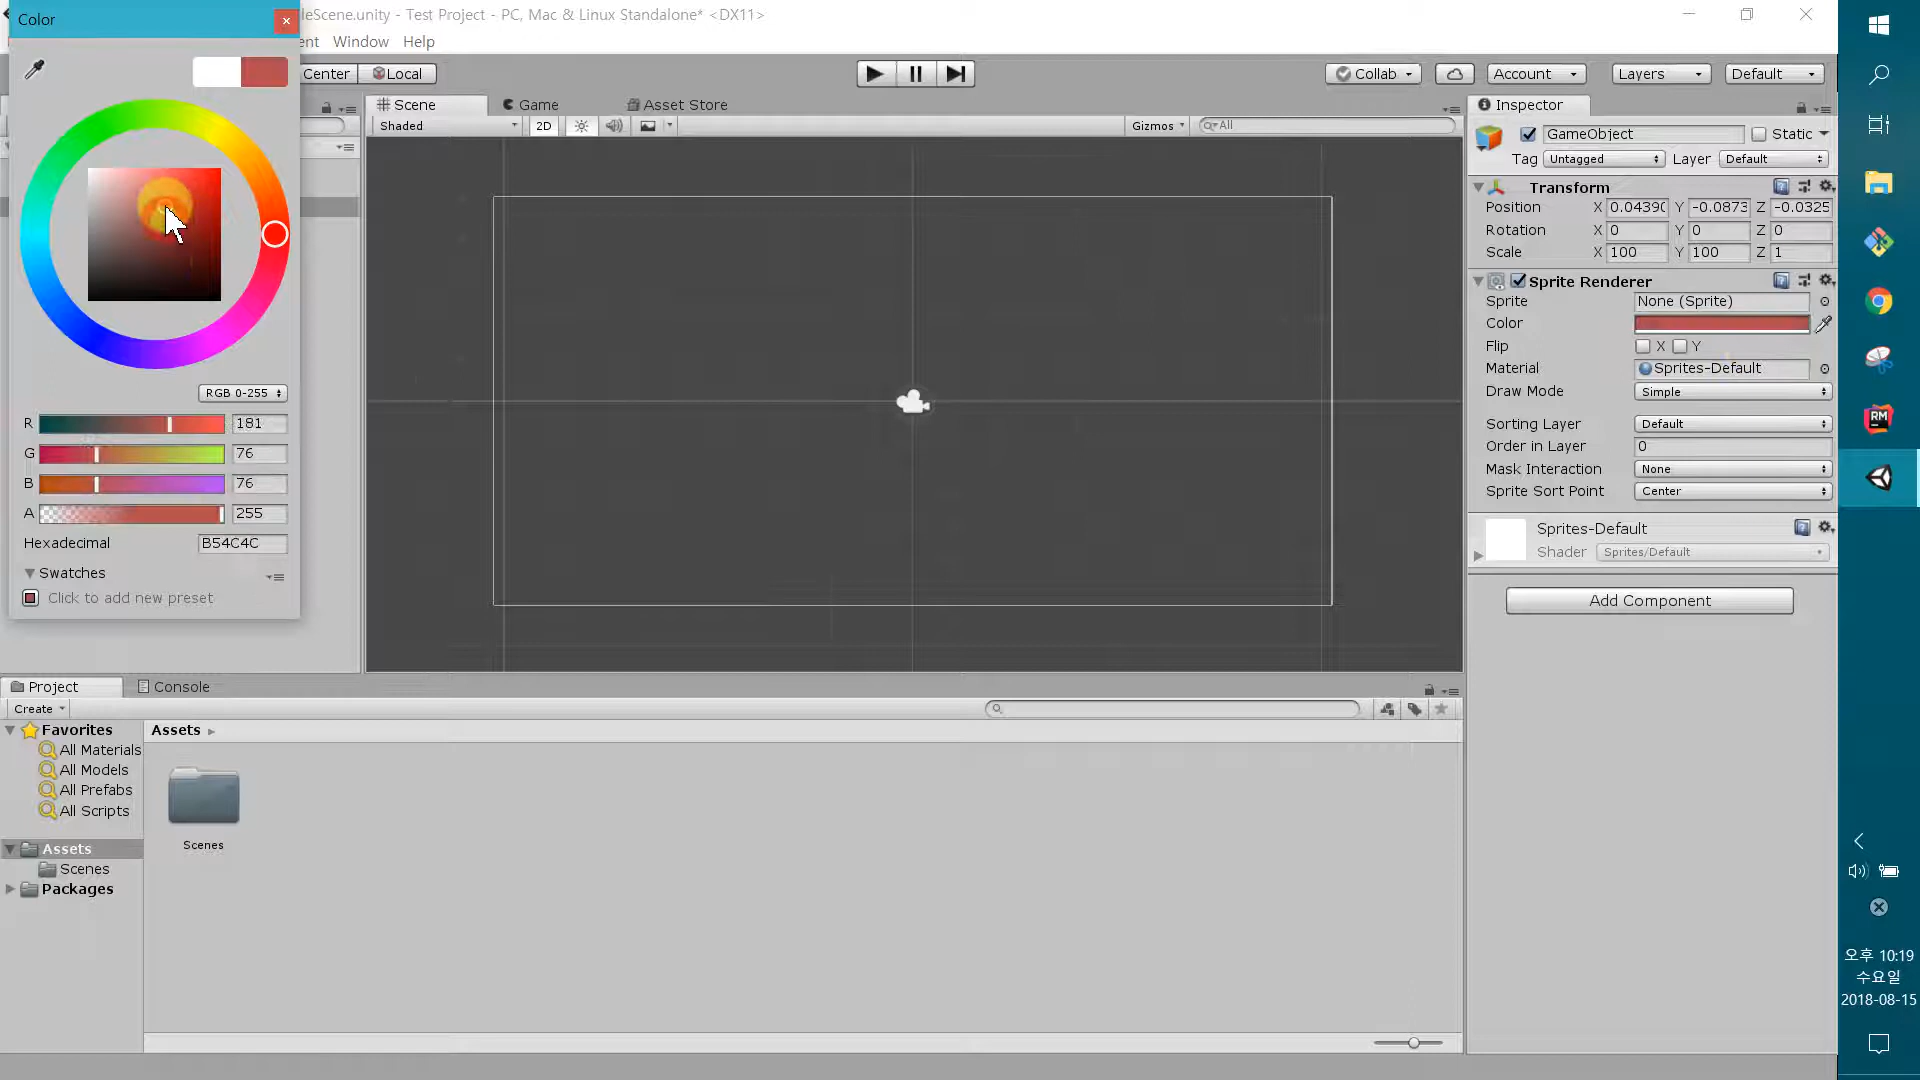 Color
leScene.unity - Test Project - PC, Mac & Linux Standalone* <DX11>
ent Window Help
Center Local
Collab
Account
Layers
Default
Scene
Game
Asset Store
Shaded
2D
Gizmos
All
RGB 0-255
R 181
G 76
B 76
A 255
Hexadecimal B54C4C
Swatches
Click to add new preset
Inspector
GameObject
Static
Tag Untagged Layer Default
Transform
Position X 0.0439( Y -0.0873 Z -0.0325
Rotation X 0 Y 0 Z 0
Scale X 100 Y 100 Z 1
Sprite Renderer
Sprite None (Sprite)
Color
Flip X Y
Material Sprites-Default
Draw Mode Simple
Sorting Layer Default
Order in Layer 0
Mask Interaction None
Sprite Sort Point Center
Sprites-Default
Shader Sprites/Default
Add Component
Project
Console
Create
Favorites
All Materials
All Models
All Prefabs
All Scripts
Assets
Scenes
Packages
Assets
Scenes
RM
오후 10:19
수요일
2018-08-15